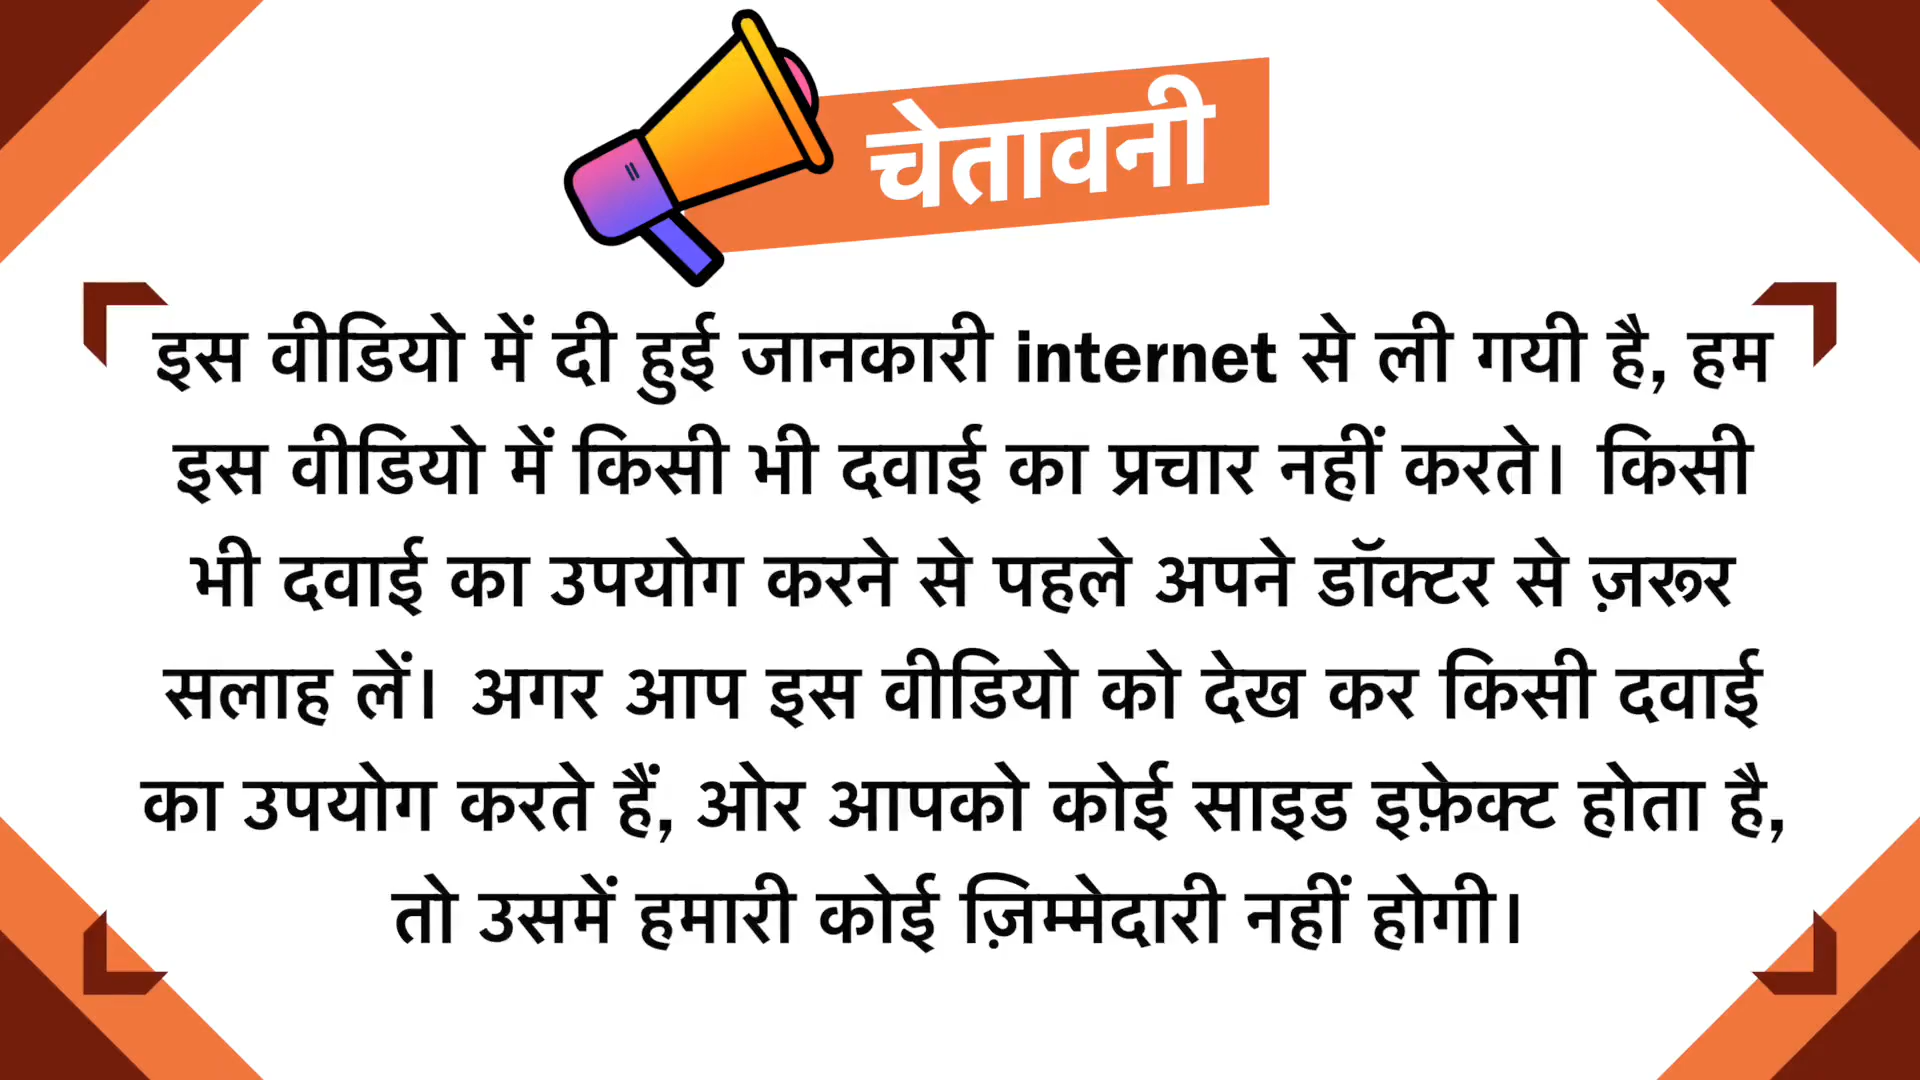 चेतावनी
इस वीडियो में दी हुई जानकारी internet से ली गयी है, हम
इस वीडियो में किसी भी दवाई का प्रचार नहीं करते। किसी
भी दवाई का उपयोग करने से पहले अपने डॉक्टर से ज़रूर
सलाह लें। अगर आप इस वीडियो को देख कर किसी दवाई
का उपयोग करते हैं, ओर आपको कोई साइड इफ़ेक्ट होता है,
तो उसमें हमारी कोई ज़िम्मेदारी नहीं होगी।